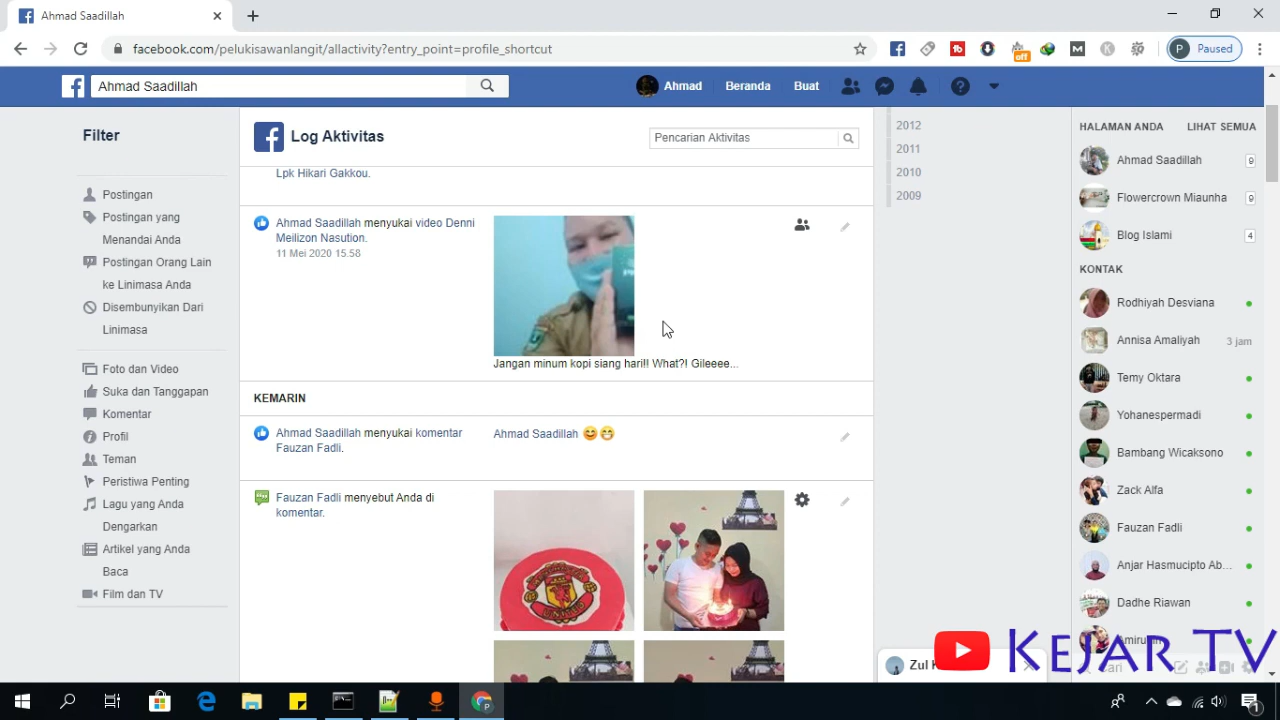 Ahmad Saadillah
facebook.com/pelukisawanlangit/allactivity?entry_point=profile_shortcut
off
P Paused
Ahmad Saadillah
Ahmad
Beranda
Buat
Filter
Postingan
Postingan yang
Menandai Anda
Postingan Orang Lain
ke Linimasa Anda
Disembunyikan Dari
Linimasa
Foto dan Video
Suka dan Tanggapan
Komentar
Profil
Teman
Peristiwa Penting
Lagu yang Anda
Dengarkan
Artikel yang Anda
Baca
Film dan TV
Log Aktivitas
Pencarian Aktivitas
Lpk Hikari Gakkou.
Ahmad Saadillah menyukai video Denni
Meilizon Nasution.
11 Mei 2020 15.58
Jangan minum kopi siang hari!! What?! Gileeee...
KEMARIN
Ahmad Saadillah menyukai komentar
Fauzan Fadli.
Ahmad Saadillah 😊😁
Fauzan Fadli menyebut Anda di
komentar.
2012
2011
2010
2009
HALAMAN ANDA
LIHAT SEMUA
Ahmad Saadillah 9
Flowercrown Miaunha 9
Blog Islami 4
KONTAK
Rodhiyah Desviana
Annisa Amaliyah 3 jam
Temy Oktara
Yohanespermadi
Bambang Wicaksono
Zack Alfa
Fauzan Fadli
Anjar Hasmucipto Ab...
Dadhe Riawan
Zul
KEJAR TV